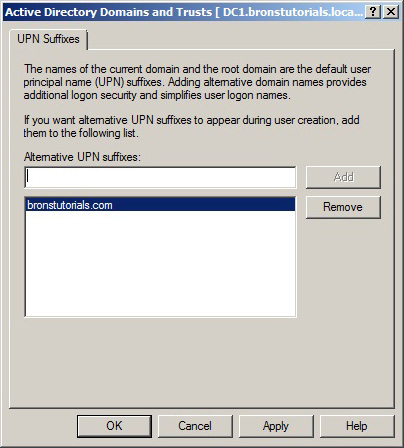 Active Directory Domains and Trusts [ DC1.bronstutorials.loca...
UPN Suffixes
The names of the current domain and the root domain are the default user
principal name (UPN) suffixes. Adding alternative domain names provides
additional logon security and simplifies user logon names.
If you want alternative UPN suffixes to appear during user creation, add
them to the following list.
Alternative UPN suffixes:
Add
bronstutorials.com
Remove
OK
Cancel
Apply
Help